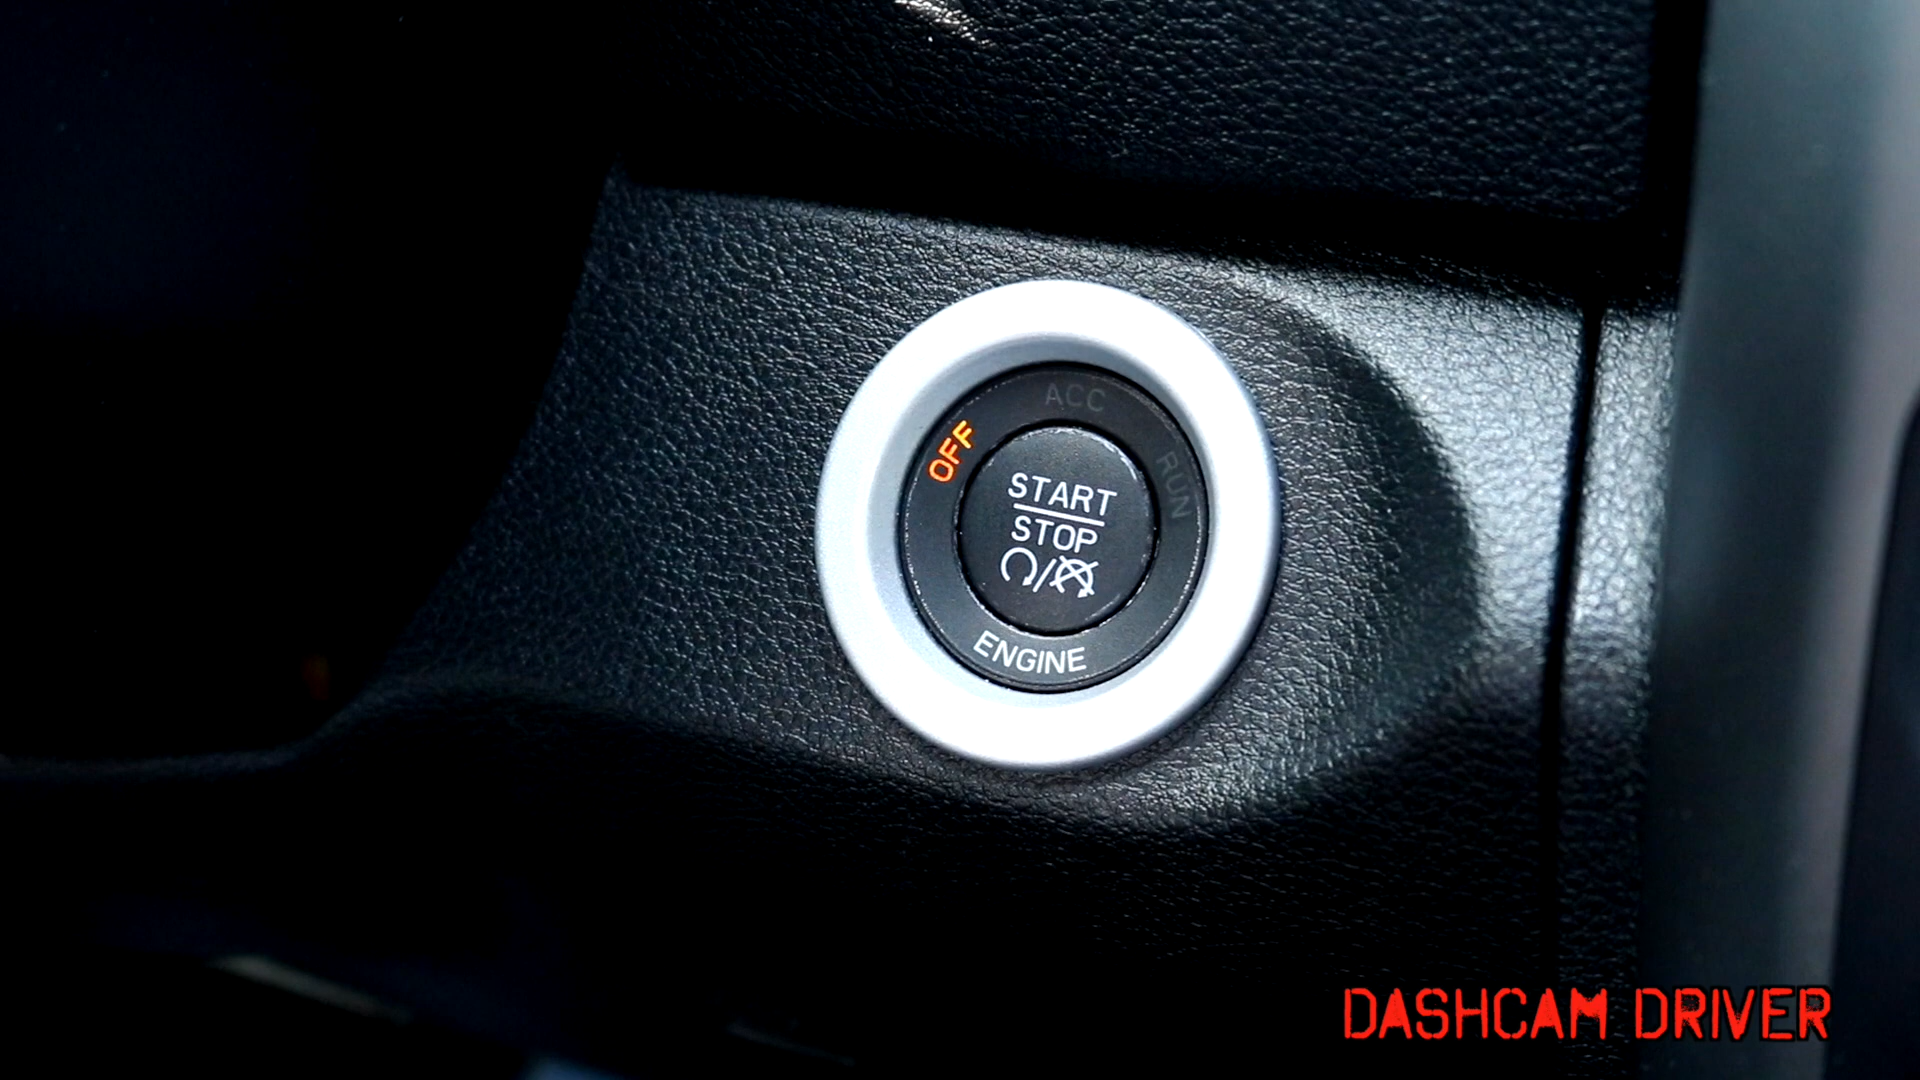 ACC
OFF
RUN
START
STOP
ENGINE
DASHCAM DRIVER